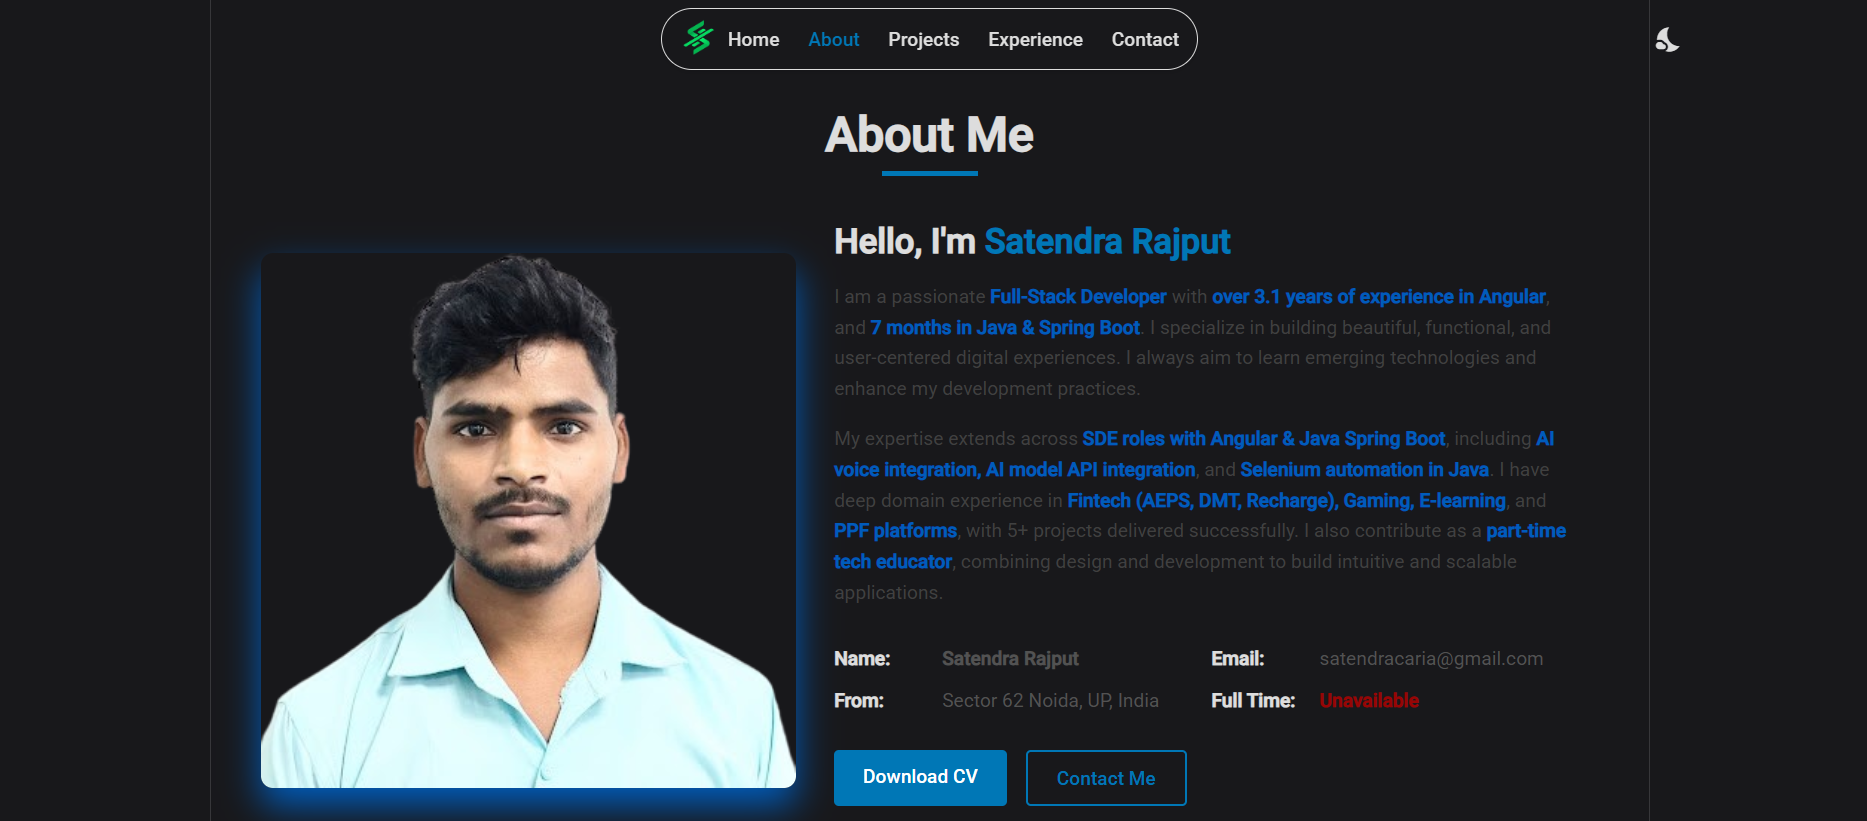 Home About Projects Experience Contact
About Me
Hello, I'm Satendra Rajput
I am a passionate Full-Stack Developer with over 3.1 years of experience in Angular,
and 7 months in Java & Spring Boot. I specialize in building beautiful, functional, and
user-centered digital experiences. I always aim to learn emerging technologies and
enhance my development practices.
My expertise extends across SDE roles with Angular & Java Spring Boot, including AI
voice integration, AI model API integration, and Selenium automation in Java. I have
deep domain experience in Fintech (AEPS, DMT, Recharge), Gaming, E-learning, and
PPF platforms, with 5+ projects delivered successfully. I also contribute as a part-time
tech educator, combining design and development to build intuitive and scalable
applications.
Name: Satendra Rajput Email: satendracaria@gmail.com
From: Sector 62 Noida, UP, India Full Time: Unavailable
Download CV Contact Me